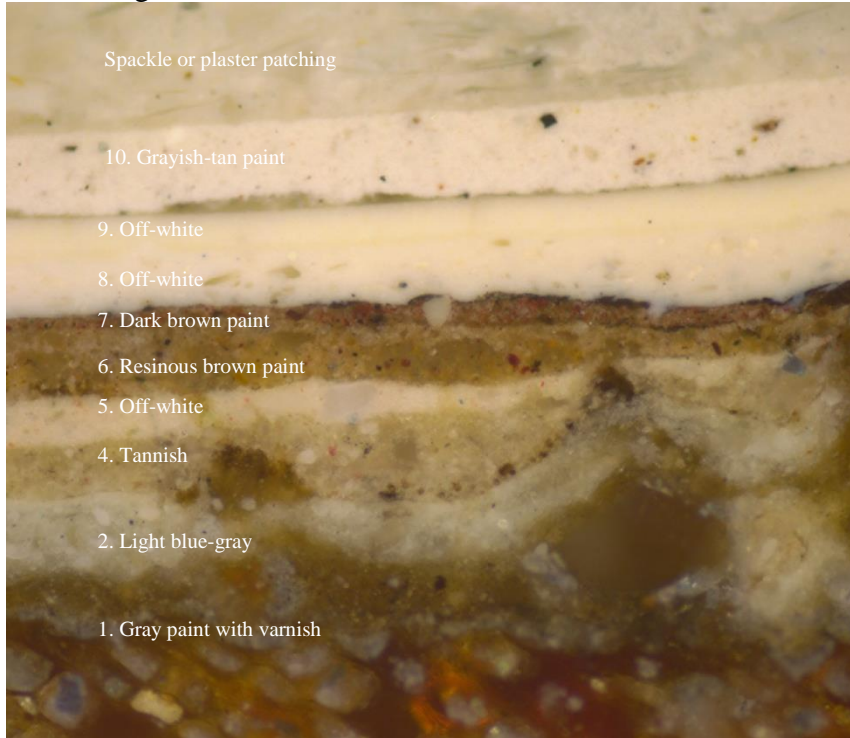 Spackle or plaster patching
10. Grayish-tan paint
9. Off-white
8. Off-white
7. Dark brown paint
6. Resinous brown paint
5. Off-white
4. Tannish
2. Light blue-gray
1. Gray paint with varnish